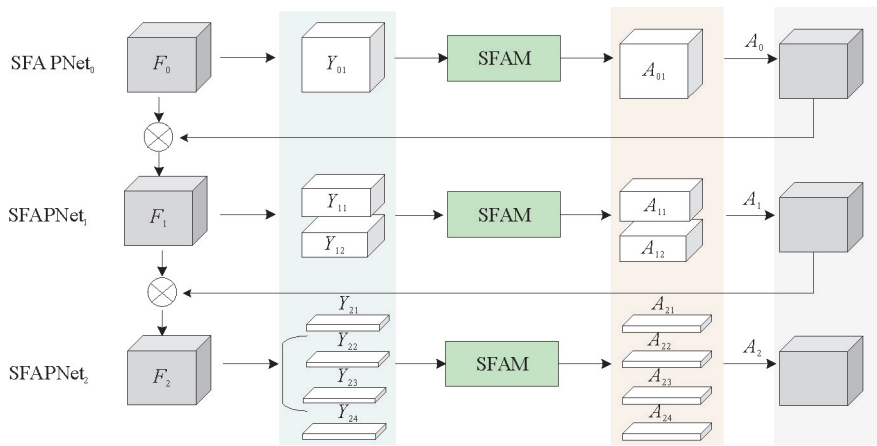 SFA PNet₀ F₀ Y₀₁ SFAM A₀₁ A₀
SFAPNet₁ F₁ Y₁₁ Y₁₂ SFAM A₁₁ A₁₂ A₁
SFAPNet₂ F₂ Y₂₁ Y₂₂ Y₂₃ Y₂₄ SFAM A₂₁ A₂₂ A₂₃ A₂₄ A₂